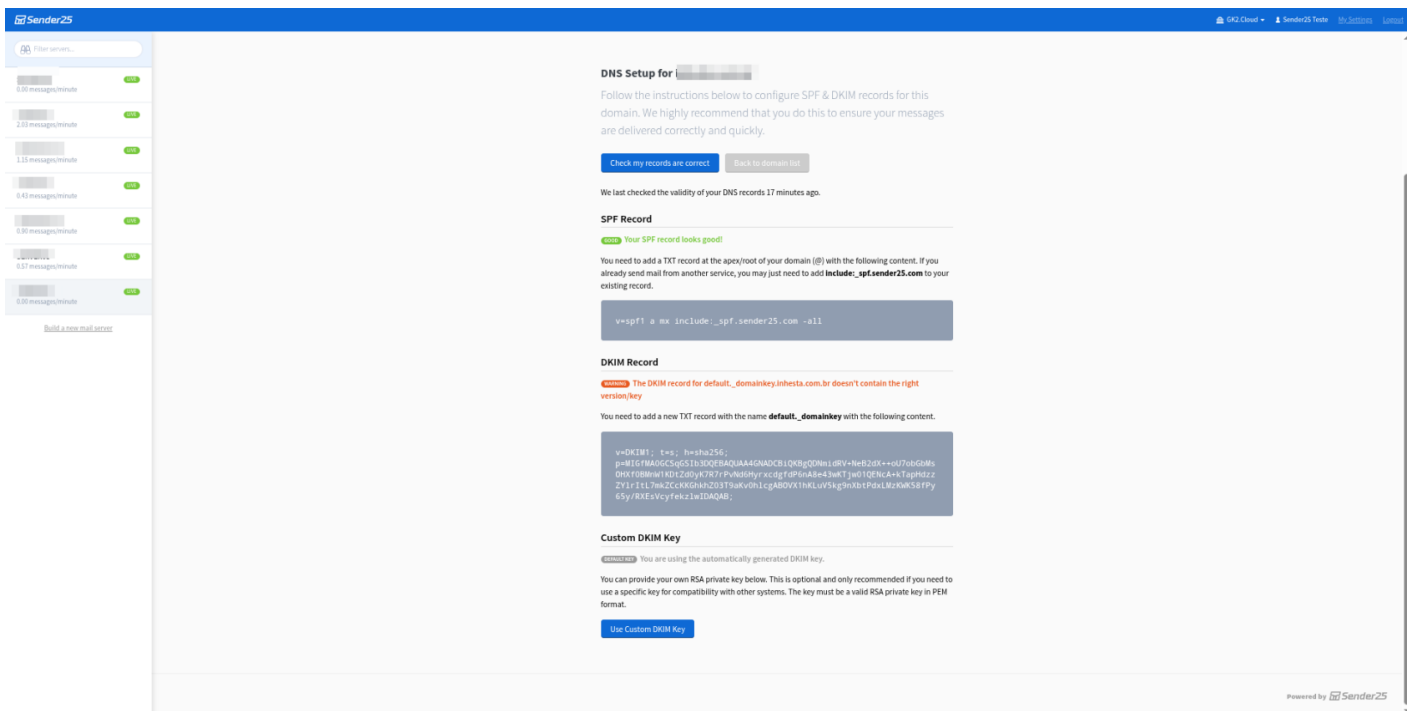 Sender25
GK2.Cloud
Sender25 Teste
My Settings
Logout
Filter servers...
LIVE
0.00 messages/minute
LIVE
2.03 messages/minute
LIVE
1.15 messages/minute
LIVE
0.43 messages/minute
LIVE
0.90 messages/minute
LIVE
0.57 messages/minute
LIVE
0.00 messages/minute
Build a new mail server
DNS Setup for
Follow the instructions below to configure SPF & DKIM records for this
domain. We highly recommend that you do this to ensure your messages
are delivered correctly and quickly.
Check my records are correct
Back to domain list
We last checked the validity of your DNS records 17 minutes ago.
SPF Record
GOOD Your SPF record looks good!
You need to add a TXT record at the apex/root of your domain (@) with the following content. If you
already send mail from another service, you may just need to add include:_spf.sender25.com to your
existing record.
v=spf1 a mx include:_spf.sender25.com ~all
DKIM Record
WARNING The DKIM record for default._domainkey.inhesta.com.br doesn't contain the right
version/key
You need to add a new TXT record with the name default._domainkey with the following content.
v=DKIM1; t=s; h=sha256;
p=MIGfMA0GCSqGSIb3DQEBAQUAA4GNADCBiQKBgQDNmidRV+NeB2dX++oU7obGbMs
OHXfOBMnW1KDtZdOyK7R7rPvNd6HyrxcdgfdP6nA8e43wKTjwO1QENcA+kTapHdzz
ZYlrItL7mkZCcKKGhkhZO3T9aKvOhlcgABOVX1hKLuV5kg9nXbtPdxLMzKWKS8fPy
65y/RXEsVcyfekzlwIDAQAB;
Custom DKIM Key
DEFAULT KEY You are using the automatically generated DKIM key.
You can provide your own RSA private key below. This is optional and only recommended if you need to
use a specific key for compatibility with other systems. The key must be a valid RSA private key in PEM
format.
Use Custom DKIM Key
Powered by Sender25